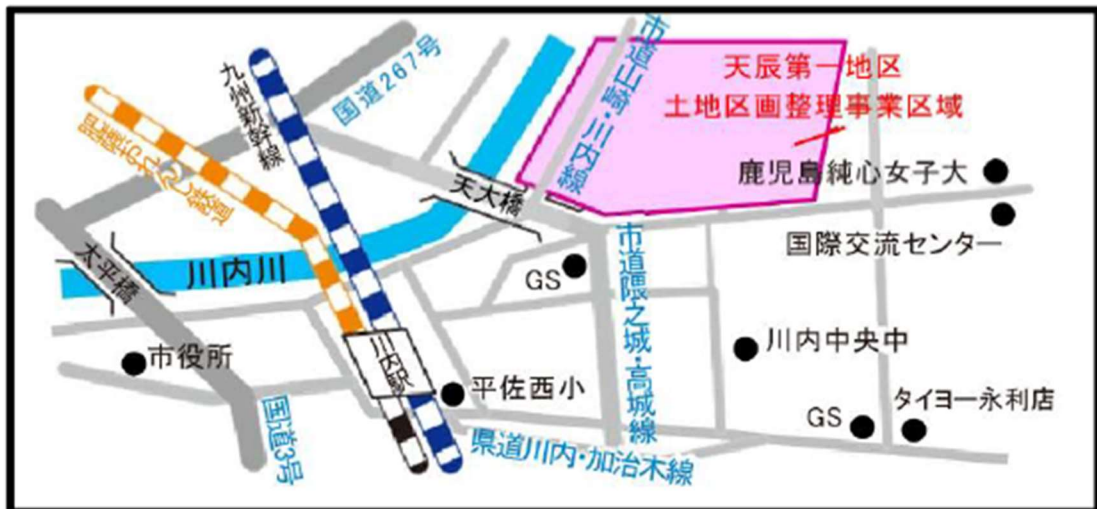 国道267号
九州新幹線
肥薩おれんじ鉄道
市道山崎・川内線
天辰第一地区
土地区画整理事業区域
鹿児島純心女子大
国際交流センター
天大橋
太平橋
川内川
GS
市道隈之城・高城線
川内中央中
市役所
川内駅
平佐西小
GS
タイヨー永利店
国道3号
県道川内・加治木線